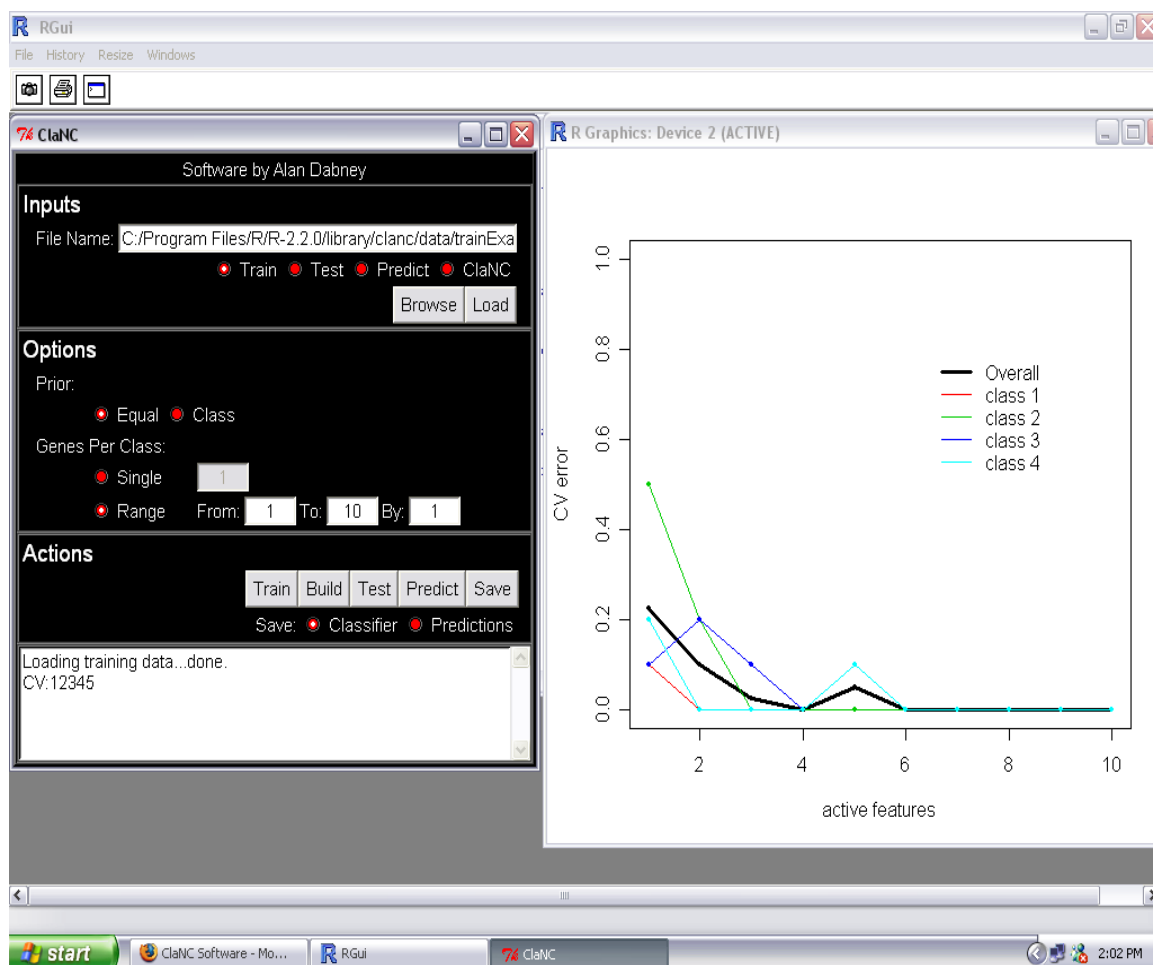 RGui
File History Resize Windows
ClaNC
Software by Alan Dabney
Inputs
File Name: C:/Program Files/R/R-2.2.0/library/clanc/data/trainExa
Train Test Predict ClaNC
Browse Load
Options
Prior:
Equal Class
Genes Per Class:
Single 1
Range From: 1 To: 10 By: 1
Actions
Train Build Test Predict Save
Save: Classifier Predictions
Loading training data...done.
CV:12345
R Graphics: Device 2 (ACTIVE)
1.0
0.8
0.6
0.4
0.2
0.0
CV error
Overall
class 1
class 2
class 3
class 4
2 4 6 8 10
active features
start
ClaNC Software - Mo...
RGui
ClaNC
2:02 PM